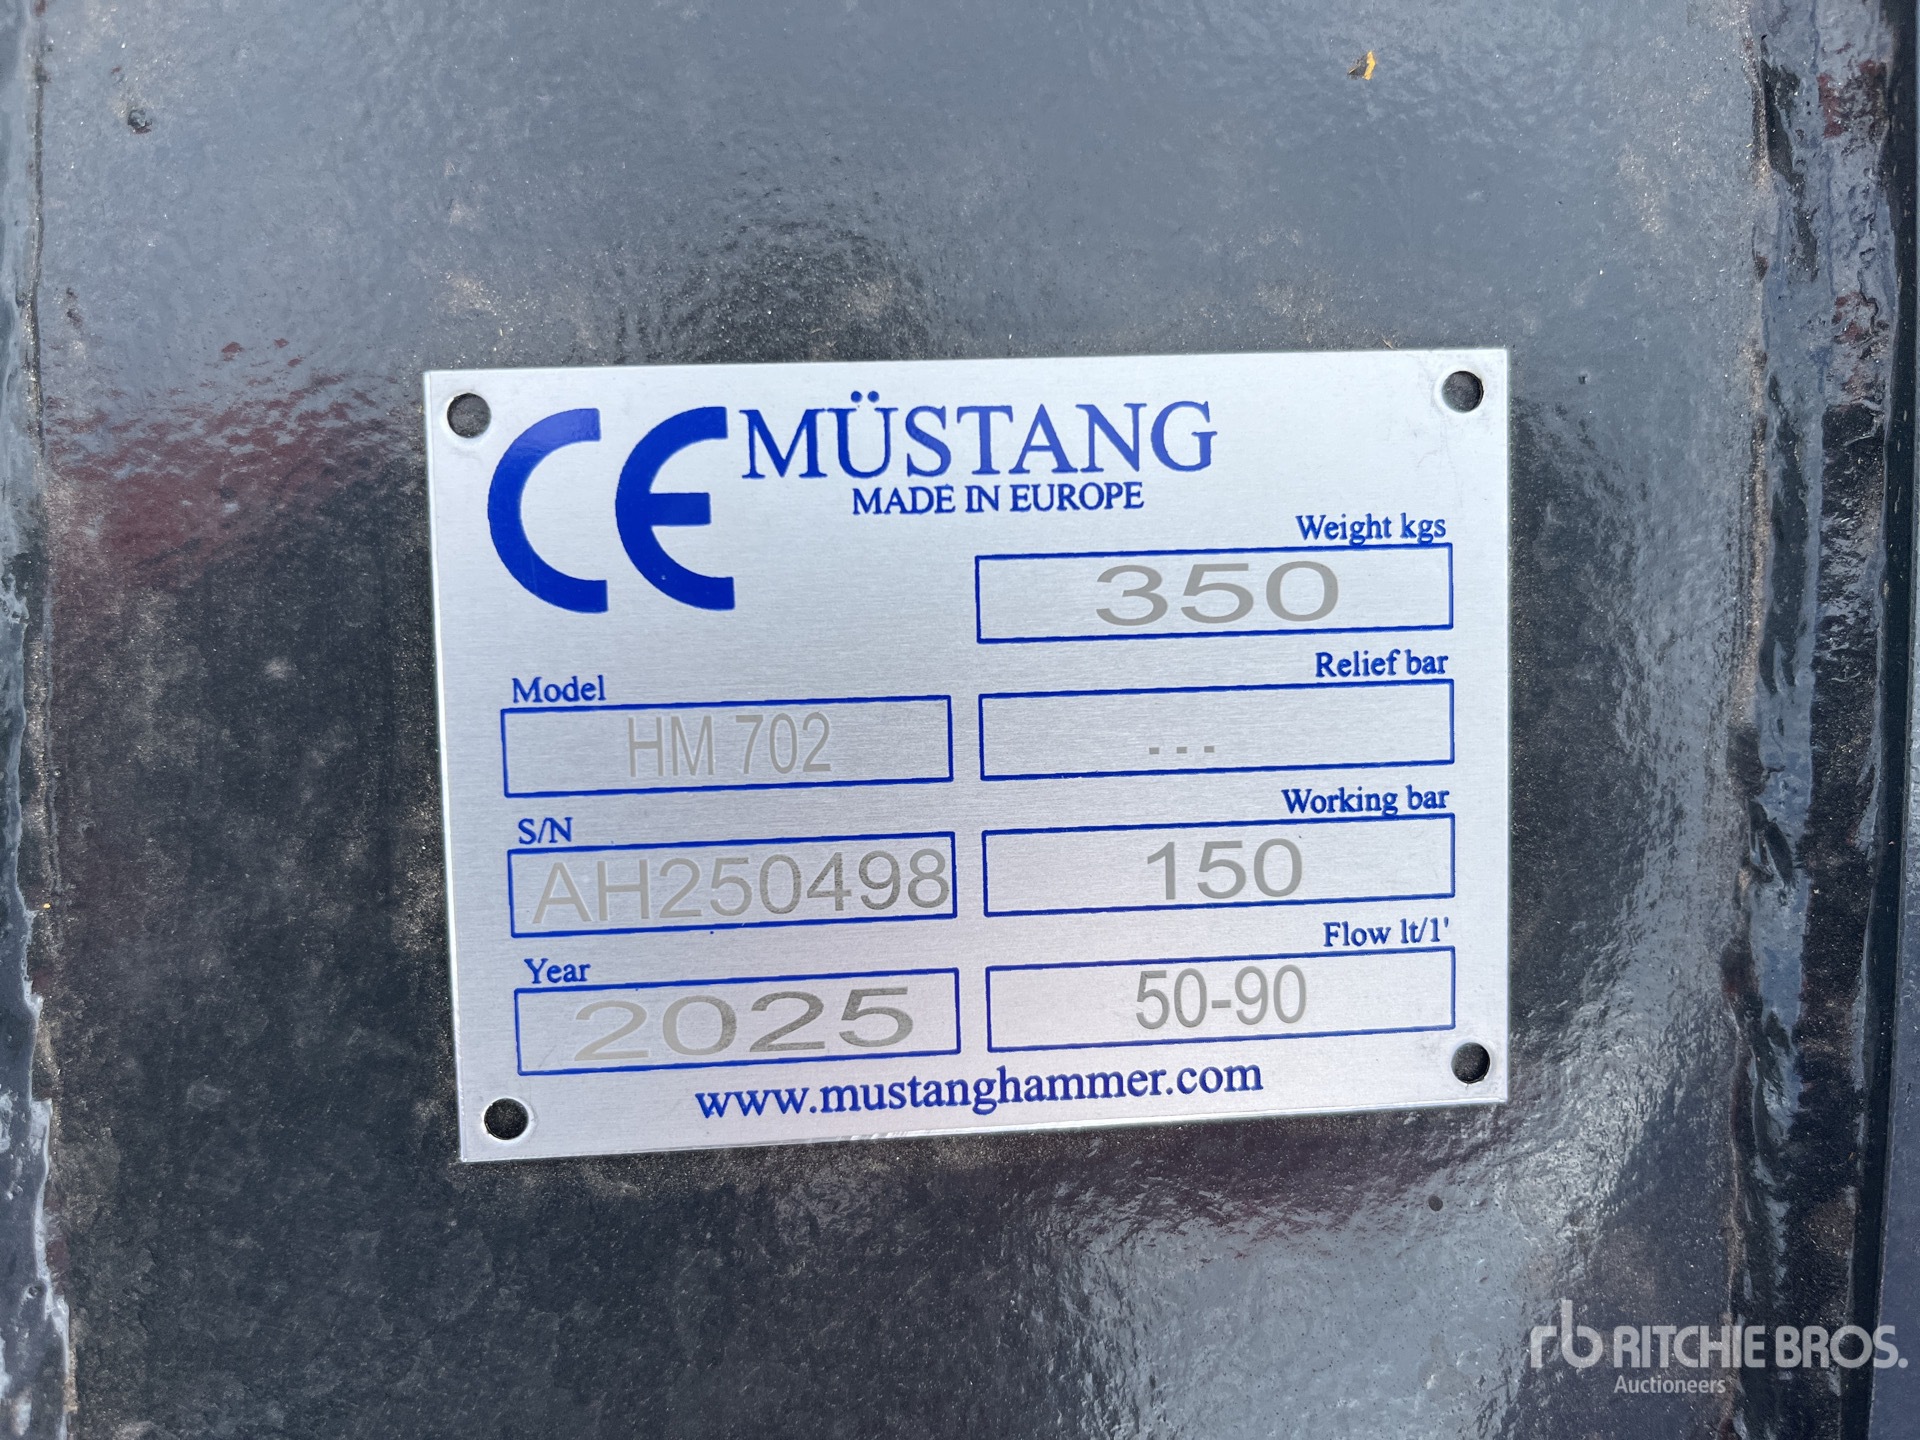 CE MÜSTANG
MADE IN EUROPE
Weight kgs
350
Relief bar
---
Model
HM 702
Working bar
150
S/N
AH250498
Flow lt/1'
50-90
Year
2025
www.mustanghammer.com
rb RITCHIE BROS.
Auctioneers